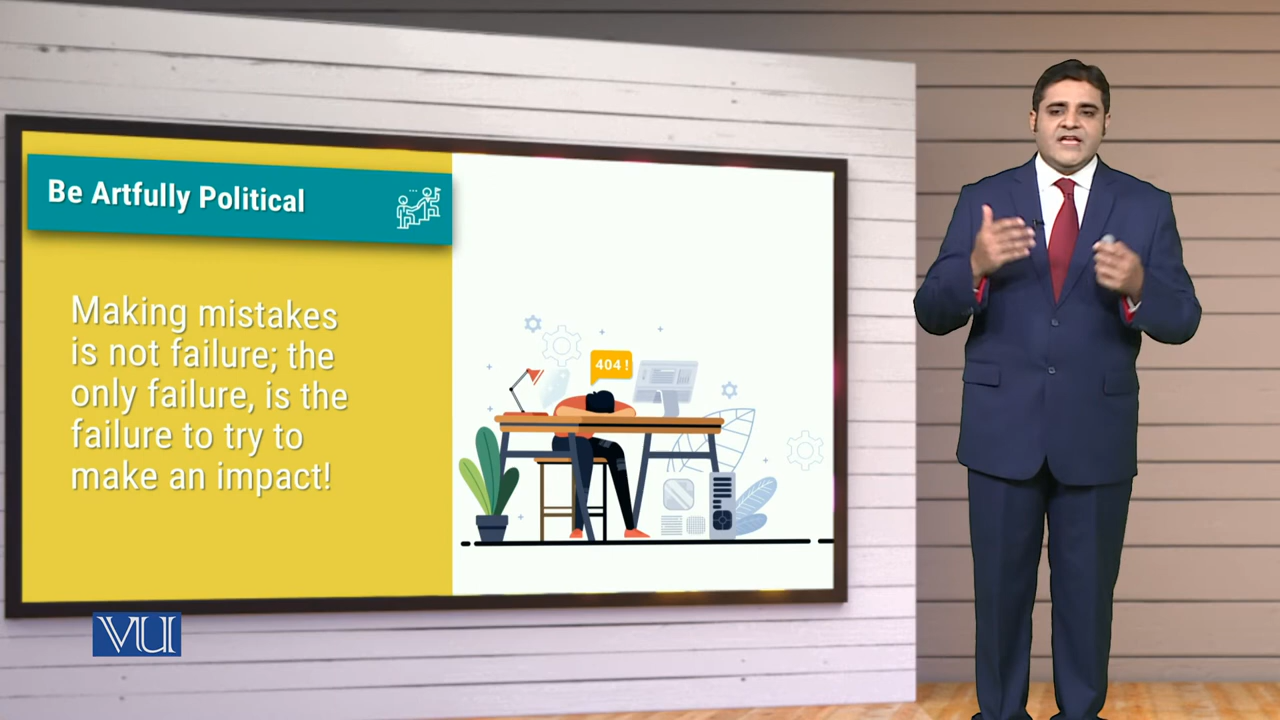 Be Artfully Political
Making mistakes
is not failure; the
only failure, is the
failure to try to
make an impact!
404 !
VU